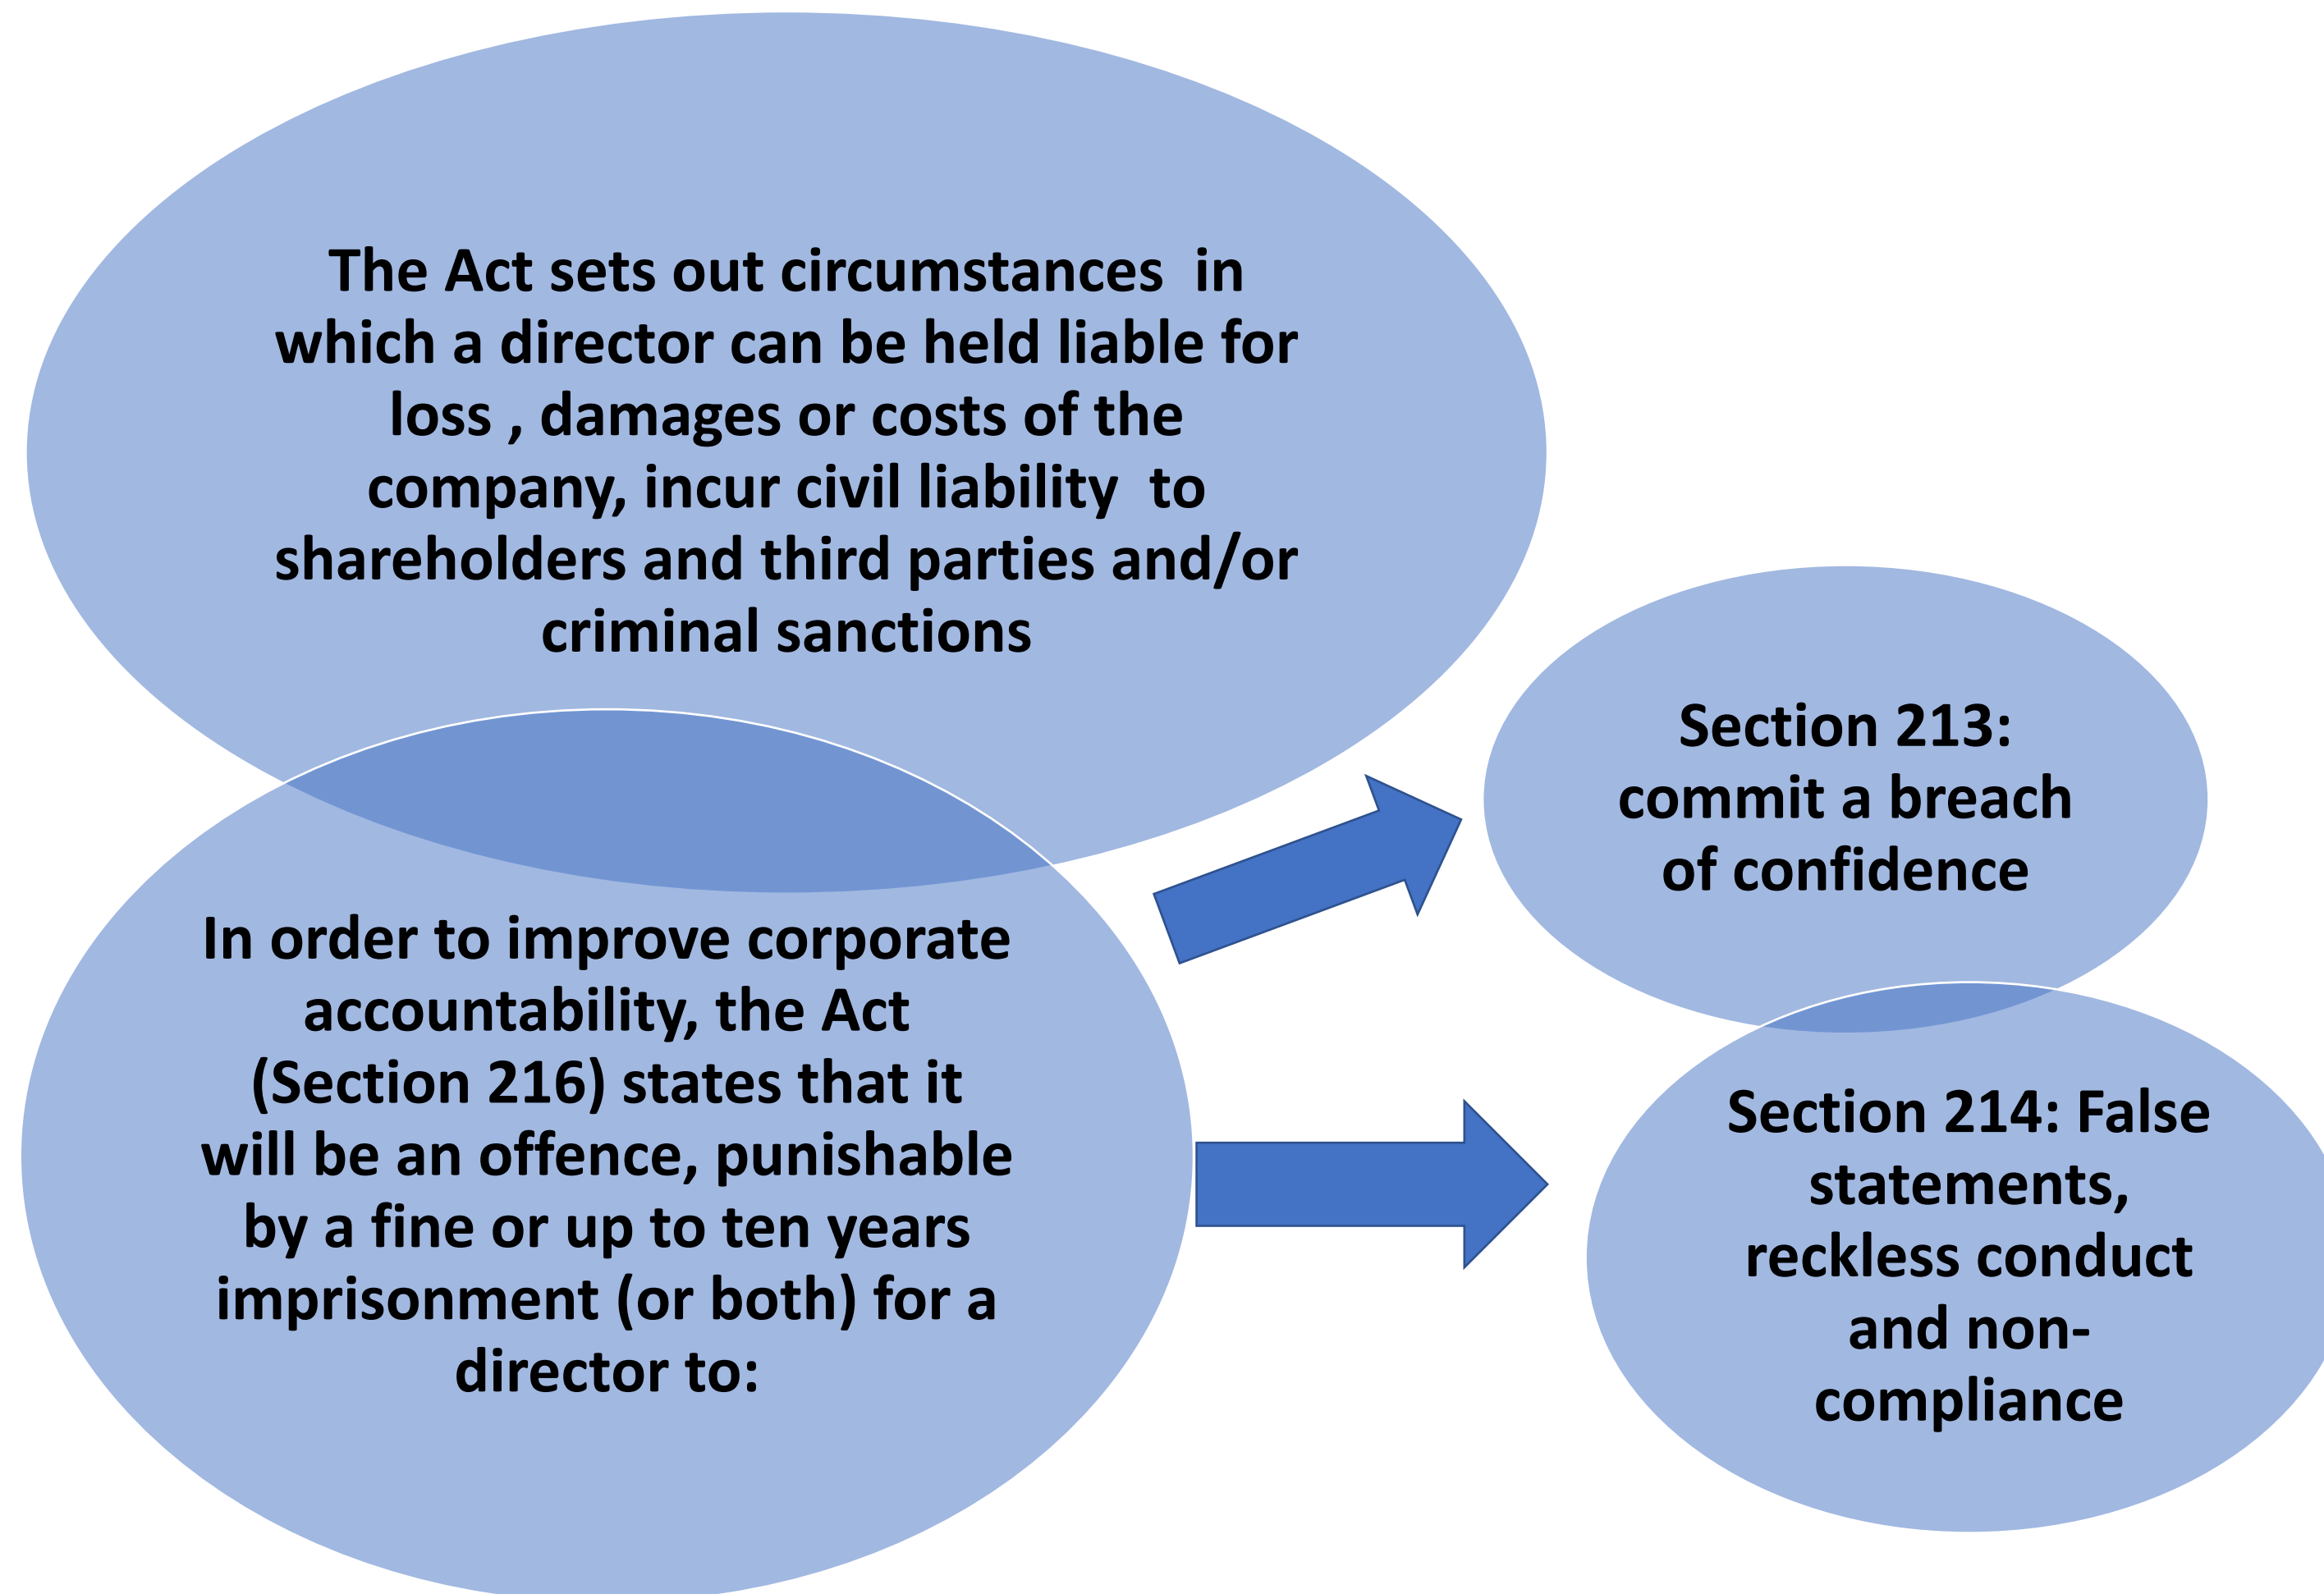 The Act sets out circumstances  in
which a director can be held liable for
loss , damages or costs of the
company, incur civil liability  to
shareholders and third parties and/or
criminal sanctions
In order to improve corporate
accountability, the Act
(Section 216) states that it
will be an offence, punishable
by a fine or up to ten years
imprisonment (or both) for a
director to:
Section 213:
commit a breach
of confidence
Section 214: False
statements,
reckless conduct
and non-
compliance